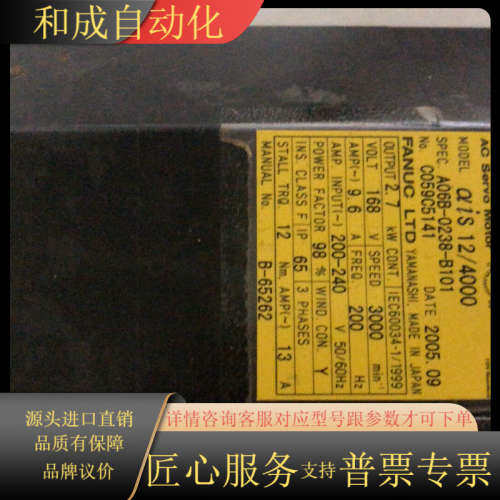 和成自动化
AC Servo Motor
MODEL αiS 12/4000
SPEC. A06B-0238-B101
No. C059C5141 DATE 2005.09
FANUC LTD YAMANASHI, MADE IN JAPAN
OUTPUT 2.7 kW CONT IEC60034-1/1999
VOLT 168 V SPEED 3000 min⁻¹
AMP(~) 9.6 A FREQ. 200 Hz
AMP INPUT(~) 200-240 V 50/60Hz
POWER FACTOR 98 % WIND CON. Y
INS. CLASS F IP 65 3 PHASES
STALL TRQ 12 Nm, AMP(~) 13 A
MANUAL No. B-65262
源头进口直销
品质有保障
品牌议价
详情咨询客服对应型号跟参数才可下单
匠心服务 支持 普票专票